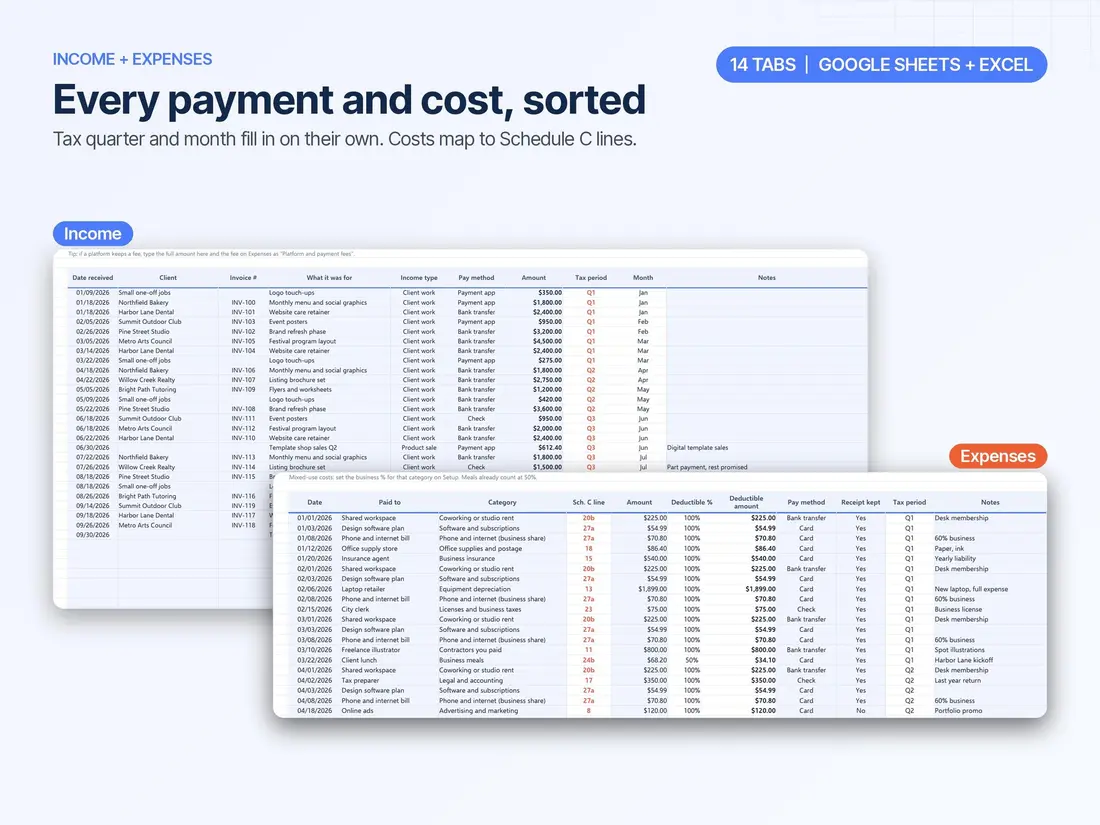 INCOME + EXPENSES
14 TABS | GOOGLE SHEETS + EXCEL
Every payment and cost, sorted
Tax quarter and month fill in on their own. Costs map to Schedule C lines.
Income
Tip: if a platform keeps a fee, type the full amount here and the fee on Expenses as "Platform and payment fees".
Date received Client Invoice # What it was for Income type Pay method Amount Tax period Month Notes
01/09/2026 Small one-off jobs Logo touch-ups Client work Payment app $350.00 Q1 Jan
01/18/2026 Northfield Bakery INV-100 Monthly menu and social graphics Client work Payment app $1,800.00 Q1 Jan
01/18/2026 Harbor Lane Dental INV-101 Website care retainer Client work Bank transfer $2,400.00 Q1 Jan
02/05/2026 Summit Outdoor Club INV-103 Event posters Client work Payment app $950.00 Q1 Feb
02/26/2026 Pine Street Studio INV-102 Brand refresh phase Client work Bank transfer $3,200.00 Q1 Feb
03/05/2026 Metro Arts Council INV-105 Festival program layout Client work Bank transfer $4,500.00 Q1 Mar
03/14/2026 Harbor Lane Dental INV-104 Website care retainer Client work Bank transfer $2,400.00 Q1 Mar
03/22/2026 Small one-off jobs Logo touch-ups Client work Payment app $275.00 Q1 Mar
04/18/2026 Northfield Bakery INV-106 Monthly menu and social graphics Client work Bank transfer $1,800.00 Q2 Apr
04/22/2026 Willow Creek Realty INV-107 Listing brochure set Client work Bank transfer $2,750.00 Q2 Apr
05/05/2026 Bright Path Tutoring INV-109 Flyers and worksheets Client work Bank transfer $1,200.00 Q2 May
05/09/2026 Small one-off jobs Logo touch-ups Client work Payment app $420.00 Q2 May
05/22/2026 Pine Street Studio INV-108 Brand refresh phase Client work Bank transfer $3,600.00 Q2 May
06/18/2026 Summit Outdoor Club INV-111 Event posters Client work Check $950.00 Q3 Jun
06/18/2026 Metro Arts Council INV-112 Festival program layout Client work Bank transfer $2,000.00 Q3 Jun
06/22/2026 Harbor Lane Dental INV-110 Website care retainer Client work Bank transfer $2,400.00 Q3 Jun
06/30/2026 Template shop sales Q2 Product sale Payment app $612.40 Q3 Jun Digital template sales
07/22/2026 Northfield Bakery INV-113 Monthly menu and social graphics Client work Bank transfer $1,800.00 Q3 Jul
07/26/2026 Willow Creek Realty INV-114 Listing brochure set Client work Check $1,500.00 Q3 Jul Part payment, rest promised
08/18/2026 Pine Street Studio INV-115
08/18/2026 Small one-off jobs
08/26/2026 Bright Path Tutoring INV-116
09/14/2026 Summit Outdoor Club INV-119
09/18/2026 Harbor Lane Dental INV-117
09/26/2026 Metro Arts Council INV-118
09/30/2026
Expenses
Mixed-use costs: set the business % for that category on Setup. Meals already count at 50%.
Date Paid to Category Sch. C line Amount Deductible % Deductible amount Pay method Receipt kept Tax period Notes
01/01/2026 Shared workspace Coworking or studio rent 20b $225.00 100% $225.00 Bank transfer Yes Q1 Desk membership
01/03/2026 Design software plan Software and subscriptions 27a $54.99 100% $54.99 Card Yes Q1
01/08/2026 Phone and internet bill Phone and internet (business share) 27a $70.80 100% $70.80 Card Yes Q1 60% business
01/12/2026 Office supply store Office supplies and postage 18 $86.40 100% $86.40 Card Yes Q1 Paper, ink
01/20/2026 Insurance agent Business insurance 15 $540.00 100% $540.00 Card Yes Q1 Yearly liability
02/01/2026 Shared workspace Coworking or studio rent 20b $225.00 100% $225.00 Bank transfer Yes Q1 Desk membership
02/03/2026 Design software plan Software and subscriptions 27a $54.99 100% $54.99 Card Yes Q1
02/06/2026 Laptop retailer Equipment depreciation 13 $1,899.00 100% $1,899.00 Card Yes Q1 New laptop, full expense
02/08/2026 Phone and internet bill Phone and internet (business share) 27a $70.80 100% $70.80 Card Yes Q1 60% business
02/15/2026 City clerk Licenses and business taxes 23 $75.00 100% $75.00 Check Yes Q1 Business license
03/01/2026 Shared workspace Coworking or studio rent 20b $225.00 100% $225.00 Bank transfer Yes Q1 Desk membership
03/03/2026 Design software plan Software and subscriptions 27a $54.99 100% $54.99 Card Yes Q1
03/08/2026 Phone and internet bill Phone and internet (business share) 27a $70.80 100% $70.80 Card Yes Q1 60% business
03/10/2026 Freelance illustrator Contractors you paid 11 $800.00 100% $800.00 Bank transfer Yes Q1 Spot illustrations
03/22/2026 Client lunch Business meals 24b $68.20 50% $34.10 Card Yes Q1 Harbor Lane kickoff
04/01/2026 Shared workspace Coworking or studio rent 20b $225.00 100% $225.00 Bank transfer Yes Q2 Desk membership
04/02/2026 Tax preparer Legal and accounting 17 $350.00 100% $350.00 Check Yes Q2 Last year return
04/03/2026 Design software plan Software and subscriptions 27a $54.99 100% $54.99 Card Yes Q2
04/08/2026 Phone and internet bill Phone and internet (business share) 27a $70.80 100% $70.80 Card Yes Q2 60% business
04/18/2026 Online ads Advertising and marketing 8 $120.00 100% $120.00 Card No Q2 Portfolio promo